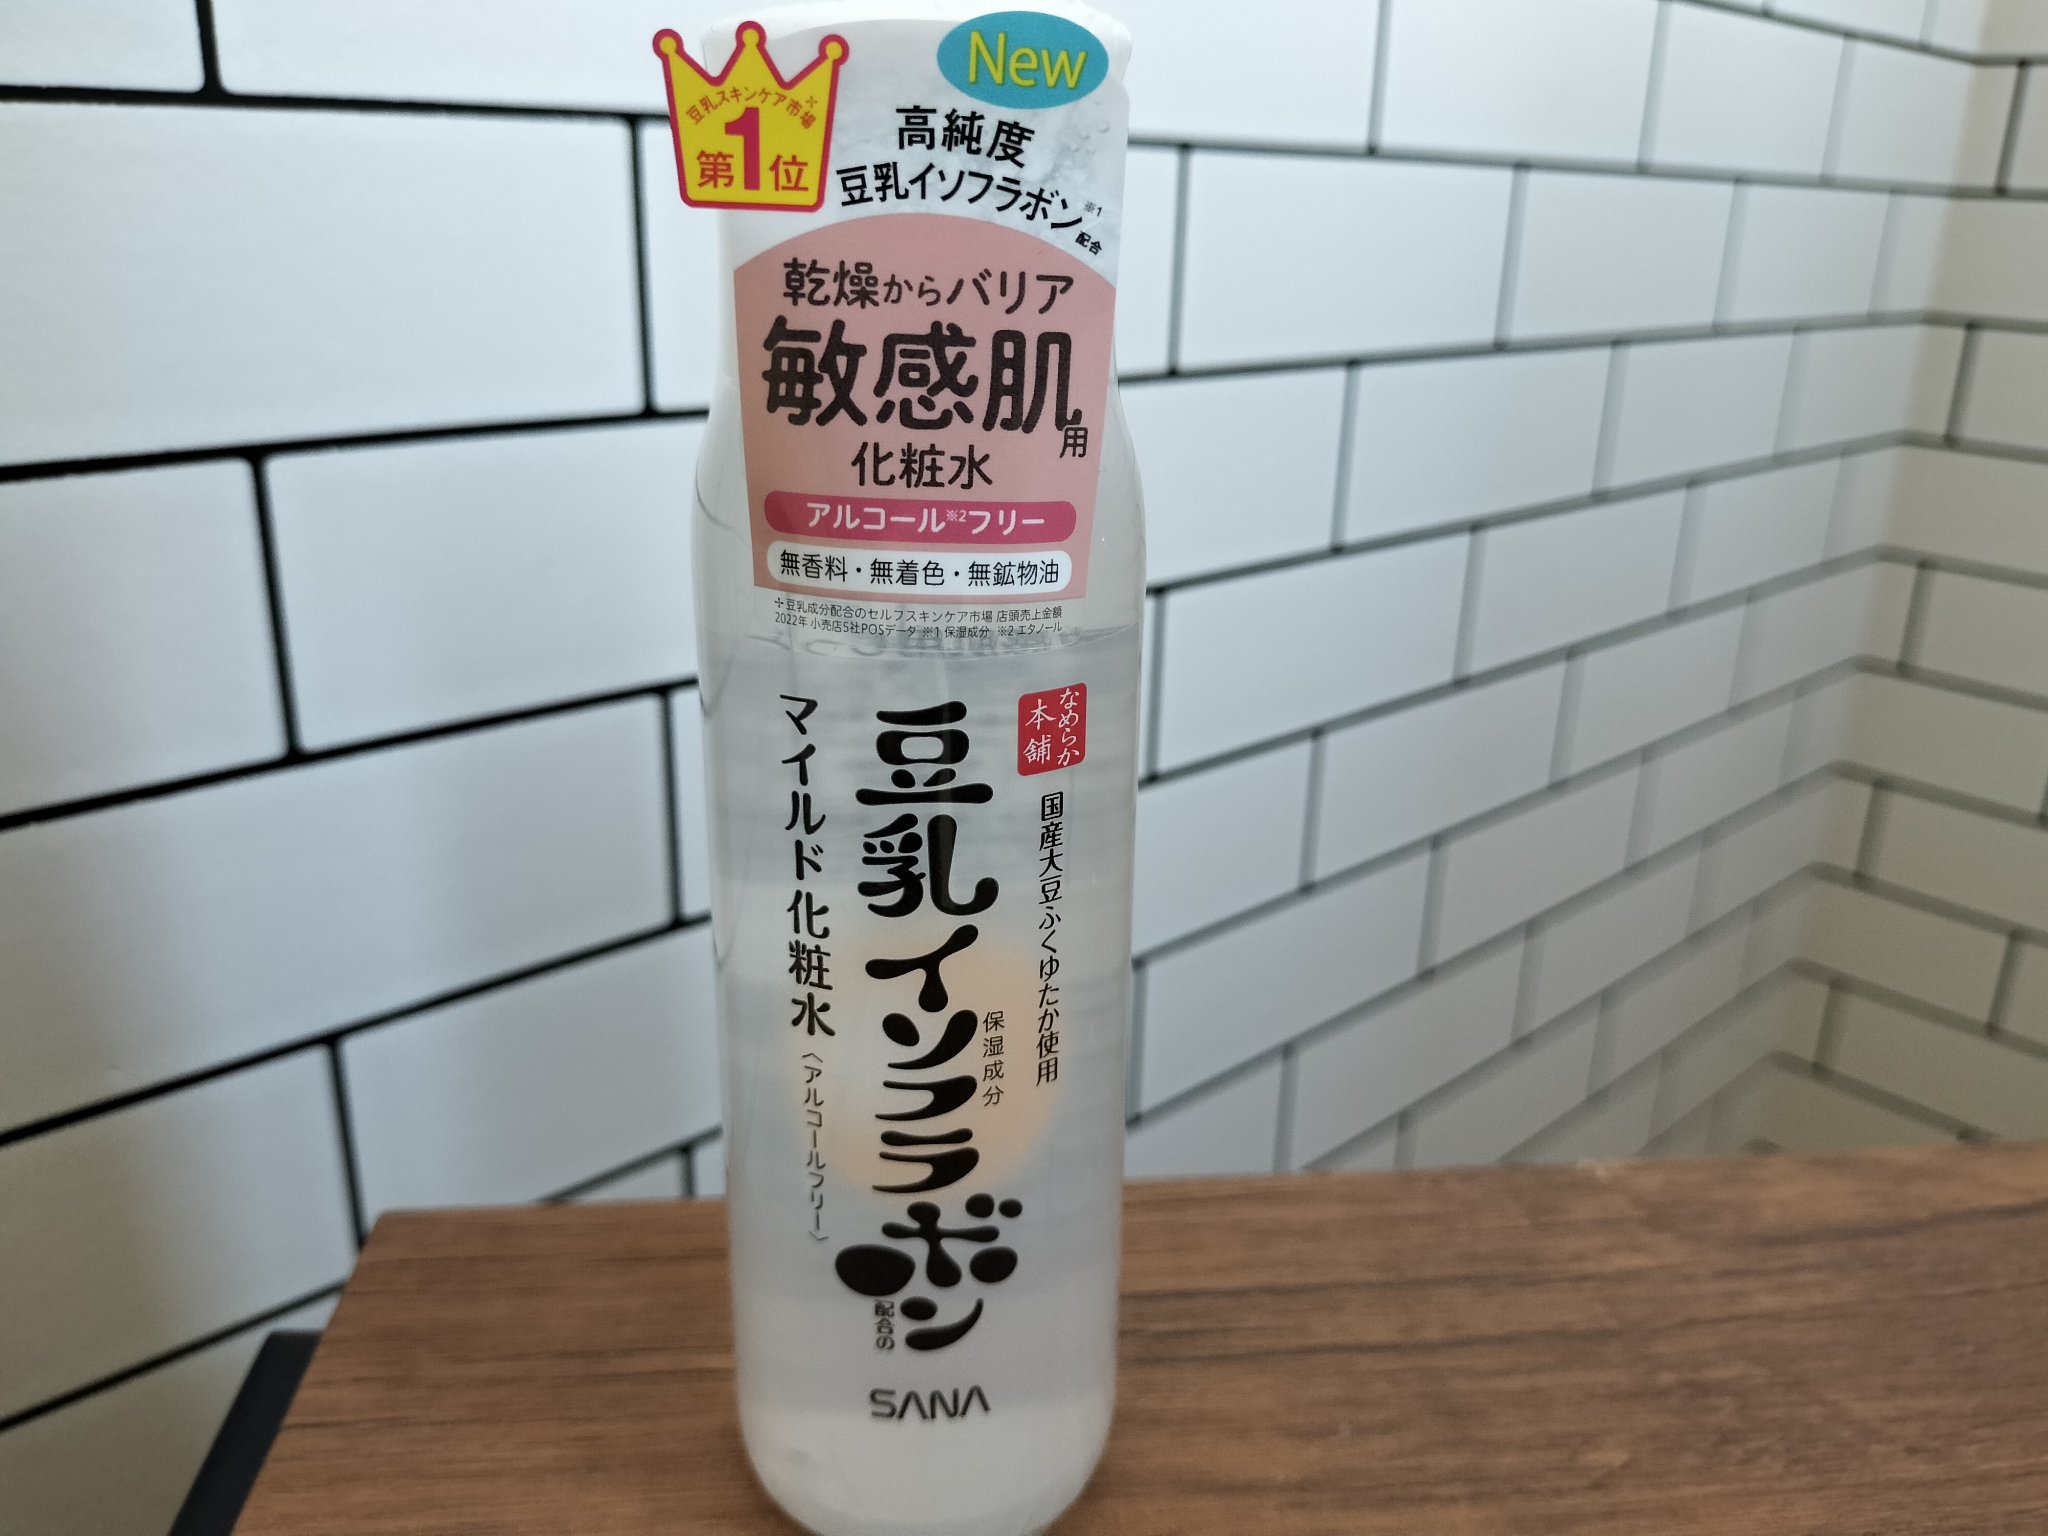 豆乳スキンケア市場※
第1位
New
高純度
豆乳イソフラボン※1
配合
乾燥からバリア
敏感肌用
化粧水
アルコール※2フリー
無香料・無着色・無鉱物油
✢豆乳成分配合のセルフスキンケア市場 店頭売上金額
2022年 小売店5社POSデータ ※1 保湿成分 ※2 エタノール
なめらか
本舗
国産大豆ふくゆたか使用
保湿成分
豆乳イソフラボン
配合の
マイルド化粧水
〈アルコールフリー〉
SANA